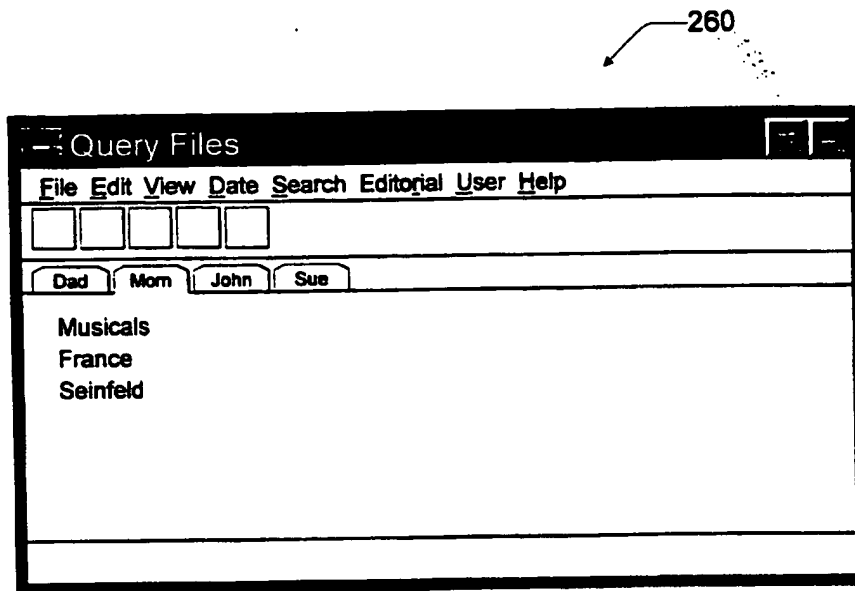 260
Query Files
File Edit View Date Search Editorial User Help
Dad Mom John Sue
Musicals
France
Seinfeld